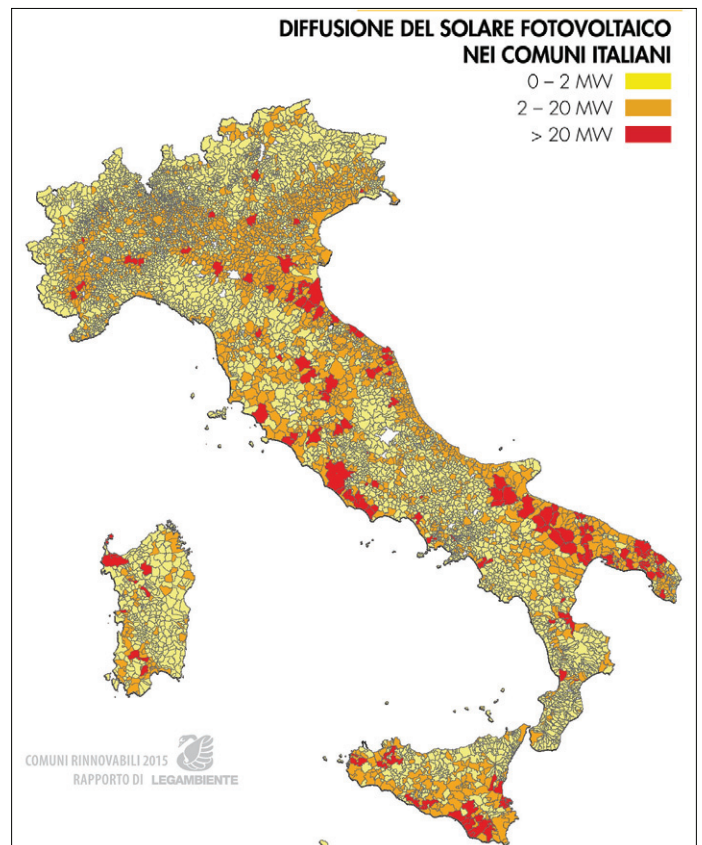 DIFFUSIONE DEL SOLARE FOTOVOLTAICO
NEI COMUNI ITALIANI
0 – 2 MW
2 – 20 MW
> 20 MW
COMUNI RINNOVABILI 2015
RAPPORTO DI LEGAMBIENTE